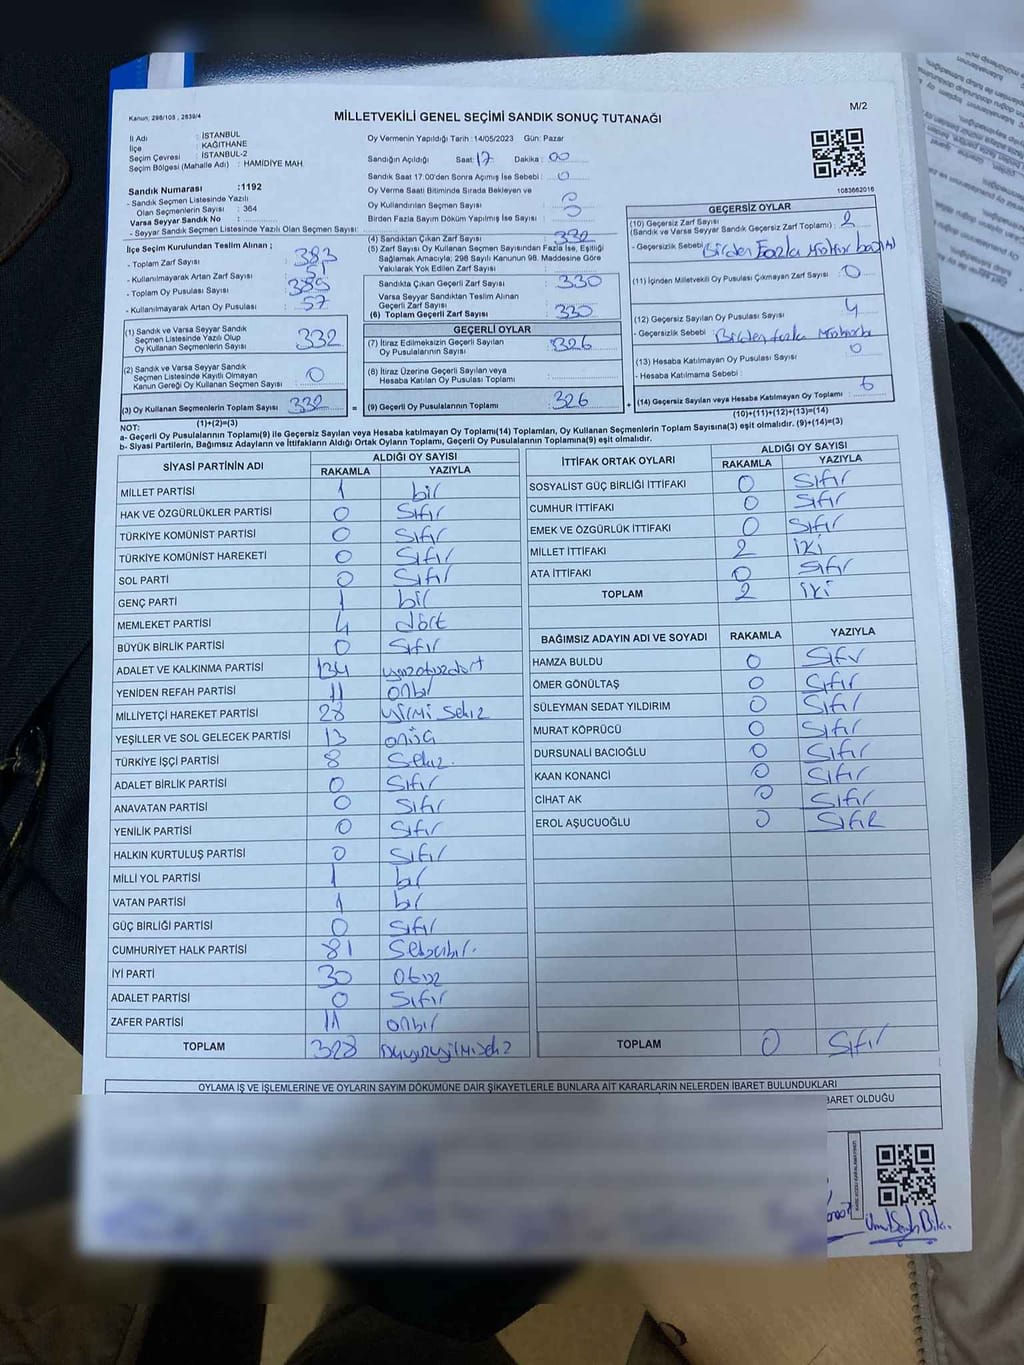 M/2
Kanun, 298/105 , 2839/4
MİLLETVEKİLİ GENEL SEÇİMİ SANDIK SONUÇ TUTANAĞI
İl Adı : İSTANBUL
İlçe : KAĞITHANE
Seçim Çevresi : İSTANBUL-2
Seçim Bölgesi (Mahalle Adı) : HAMİDİYE MAH.
Sandık Numarası :1192
- Sandık Seçmen Listesinde Yazılı
Olan Seçmenlerin Sayısı : 364
Varsa Seyyar Sandık No :
- Seyyar Sandık Seçmen Listesinde Yazılı Olan Seçmen Sayısı:
Oy Vermenin Yapıldığı Tarih : 14/05/2023 Gün: Pazar
Sandığın Açıldığı Saat: 17 Dakika : 00
Sandık Saat 17:00'den Sonra Açımış İse Sebebi : 0
Oy Verme Saati Bitiminde Sırada Bekleyen ve
Oy Kullandırılan Seçmen Sayısı : 0
Birden Fazla Sayım Döküm Yapılmış İse Sayısı : 0
1083662016
İlçe Seçim Kurulundan Teslim Alınan ;
- Toplam Zarf Sayısı : 383
- Kullanılmayarak Artan Zarf Sayısı : 51
- Toplam Oy Pusulası : 389
- Kullanılmayarak Artan Oy Pusulası : 57
(1) Sandık ve Varsa Seyyar Sandık
Seçmen Listesinde Yazılı Olup
Oy Kullanan Seçmenlerin Sayısı : 332
(2) Sandık ve Varsa Seyyar Sandık
Seçmen Listesinde Kayıtlı Olmayan
Kanun Gereği Oy Kullanan Seçmen Sayısı : 0
(3) Oy Kullanan Seçmenlerin Toplam Sayısı : 332
(1)+(2)=(3)
(4) Sandıktan Çıkan Zarf Sayısı : 332
(5) Zarf Sayısı Oy Kullanan Seçmen Sayısından Fazla İse, Eşitliği
Sağlamak Amacıyla; 298 Sayılı Kanunun 98. Maddesine Göre
Yakılarak Yok Edilen Zarf Sayısı :
Sandıkta Çıkan Geçerli Zarf Sayısı : 330
Varsa Seyyar Sandıktan Teslim Alınan
Geçerli Zarf Sayısı :
(6) Toplam Geçerli Zarf Sayısı : 330
GEÇERLİ OYLAR
(7) İtiraz Edilmeksizin Geçerli Sayılan
Oy Pusulalarının Sayısı : 326
(8) İtiraz Üzerine Geçerli Sayılan veya
Hesaba Katılan Oy Pusulası Toplamı :
= (9) Geçerli Oy Pusulalarının Toplamı : 326
GEÇERSİZ OYLAR
(10) Geçersiz Zarf Sayısı
(Sandık ve Varsa Seyyar Sandık Geçersiz Zarf Toplamı) : 2
- Geçersizlik Sebebi : Birden Fazla Mühür
(11) İçinden Milletvekili Oy Pusulası Çıkmayan Zarf Sayısı : 0
(12) Geçersiz Sayılan Oy Pusulası Sayısı : 4
- Geçersizlik Sebebi : Birden fazla
(13) Hesaba Katılmayan Oy Pusulası Sayısı : 0
- Hesaba Katılmama Sebebi :
+ (14) Geçersiz Sayılan veya Hesaba Katılmayan Oy Toplamı : 6
(10)+(11)+(12)+(13)=(14)
NOT:
a- Geçerli Oy Pusulalarının Toplamı(9) ile Geçersiz Sayılan veya Hesaba katılmayan Oy Toplamı(14) Toplamları, Oy Kullanan Seçmenlerin Toplam Sayısına(3) eşit olmalıdır. (9)+(14)=(3)
b- Siyasi Partilerin, Bağımsız Adayların ve İttifakların Aldığı Ortak Oyların Toplamı, Geçerli Oy Pusulalarının Toplamına(9) eşit olmalıdır.
SİYASİ PARTİNİN ADI ALDIĞI OY SAYISI
RAKAMLA YAZIYLA
MİLLET PARTİSİ 1 bir
HAK VE ÖZGÜRLÜKLER PARTİSİ 0 Sıfır
TÜRKİYE KOMÜNİST PARTİSİ 0 Sıfır
TÜRKİYE KOMÜNİST HAREKETİ 0 Sıfır
SOL PARTİ 0 Sıfır
GENÇ PARTİ 1 bir
MEMLEKET PARTİSİ 4 dört
BÜYÜK BİRLİK PARTİSİ 0 Sıfır
ADALET VE KALKINMA PARTİSİ 134 yüzotuzdört
YENİDEN REFAH PARTİSİ 11 onbir
MİLLİYETÇİ HAREKET PARTİSİ 28 yirmi sekiz
YEŞİLLER VE SOL GELECEK PARTİSİ 13 onüç
TÜRKİYE İŞÇİ PARTİSİ 8 Sekiz.
ADALET BİRLİK PARTİSİ 0 Sıfır
ANAVATAN PARTİSİ 0 Sıfır
YENİLİK PARTİSİ 0 Sıfır
HALKIN KURTULUŞ PARTİSİ 0 Sıfır
MİLLİ YOL PARTİSİ 1 bir
VATAN PARTİSİ 1 bir
GÜÇ BİRLİĞİ PARTİSİ 0 Sıfır
CUMHURİYET HALK PARTİSİ 81 Seksenbir.
İYİ PARTİ 30 Otuz
ADALET PARTİSİ 0 Sıfır
ZAFER PARTİSİ 11 onbir
TOPLAM 328
İTTİFAK ORTAK OYLARI ALDIĞI OY SAYISI
RAKAMLA YAZIYLA
SOSYALİST GÜÇ BİRLİĞİ İTTİFAKI 0 Sıfır
CUMHUR İTTİFAKI 0 Sıfır
EMEK VE ÖZGÜRLÜK İTTİFAKI 0 Sıfır
MİLLET İTTİFAKI 2 iki
ATA İTTİFAKI 0 Sıfır
TOPLAM 2 iki
BAĞIMSIZ ADAYIN ADI VE SOYADI RAKAMLA YAZIYLA
HAMZA BULDU 0 Sıfır
ÖMER GÖNÜLTAŞ 0 Sıfır
SÜLEYMAN SEDAT YILDIRIM 0 Sıfır
MURAT KÖPRÜCÜ 0 Sıfır
DURSUNALİ BACIOĞLU 0 Sıfır
KAAN KONANCI 0 Sıfır
CİHAT AK 0 Sıfır
EROL AŞUCUOĞLU 0 SıfıR
TOPLAM 0 Sıfır
OYLAMA İŞ VE İŞLEMLERİNE VE OYLARIN SAYIM DÖKÜMÜNE DAİR ŞİKAYETLERLE BUNLARA AİT KARARLARIN NELERDEN İBARET BULUNDUKLARI
BARET OLDUĞU